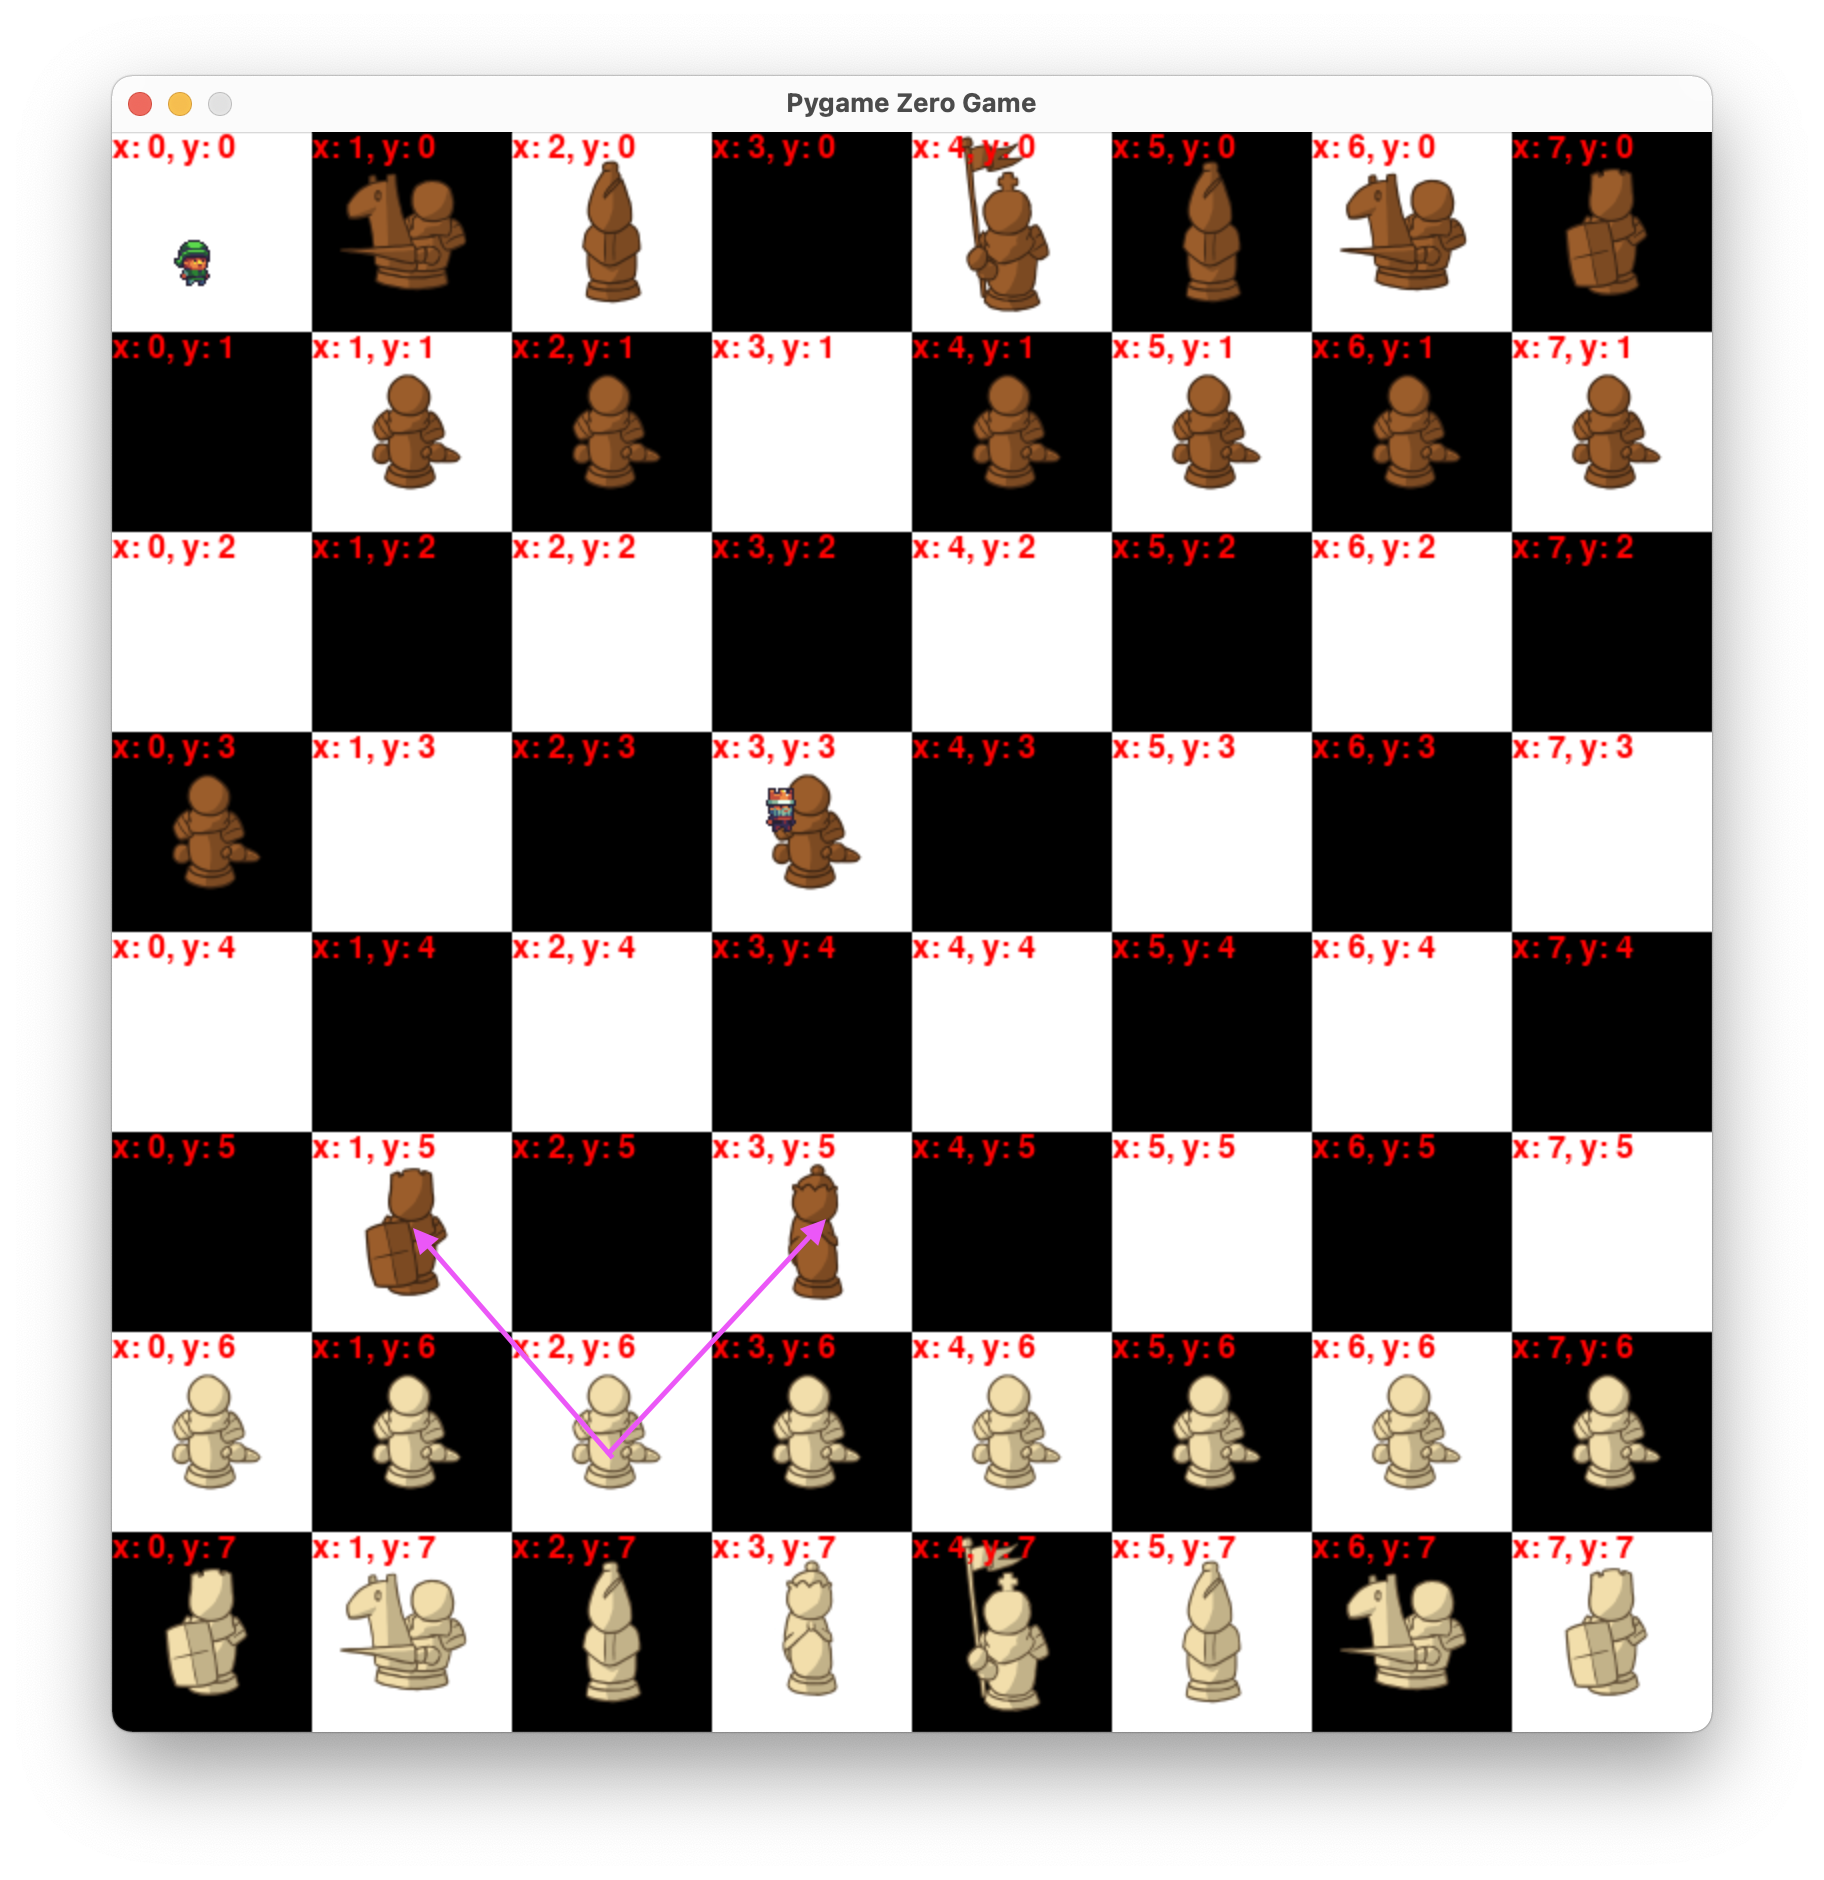 Pygame Zero Game
x: 0, y: 0 x: 1, y: 0 x: 2, y: 0 x: 3, y: 0 x: 4, y: 0 x: 5, y: 0 x: 6, y: 0 x: 7, y: 0
x: 0, y: 1 x: 1, y: 1 x: 2, y: 1 x: 3, y: 1 x: 4, y: 1 x: 5, y: 1 x: 6, y: 1 x: 7, y: 1
x: 0, y: 2 x: 1, y: 2 x: 2, y: 2 x: 3, y: 2 x: 4, y: 2 x: 5, y: 2 x: 6, y: 2 x: 7, y: 2
x: 0, y: 3 x: 1, y: 3 x: 2, y: 3 x: 3, y: 3 x: 4, y: 3 x: 5, y: 3 x: 6, y: 3 x: 7, y: 3
x: 0, y: 4 x: 1, y: 4 x: 2, y: 4 x: 3, y: 4 x: 4, y: 4 x: 5, y: 4 x: 6, y: 4 x: 7, y: 4
x: 0, y: 5 x: 1, y: 5 x: 2, y: 5 x: 3, y: 5 x: 4, y: 5 x: 5, y: 5 x: 6, y: 5 x: 7, y: 5
x: 0, y: 6 x: 1, y: 6 x: 2, y: 6 x: 3, y: 6 x: 4, y: 6 x: 5, y: 6 x: 6, y: 6 x: 7, y: 6
x: 0, y: 7 x: 1, y: 7 x: 2, y: 7 x: 3, y: 7 x: 4, y: 7 x: 5, y: 7 x: 6, y: 7 x: 7, y: 7